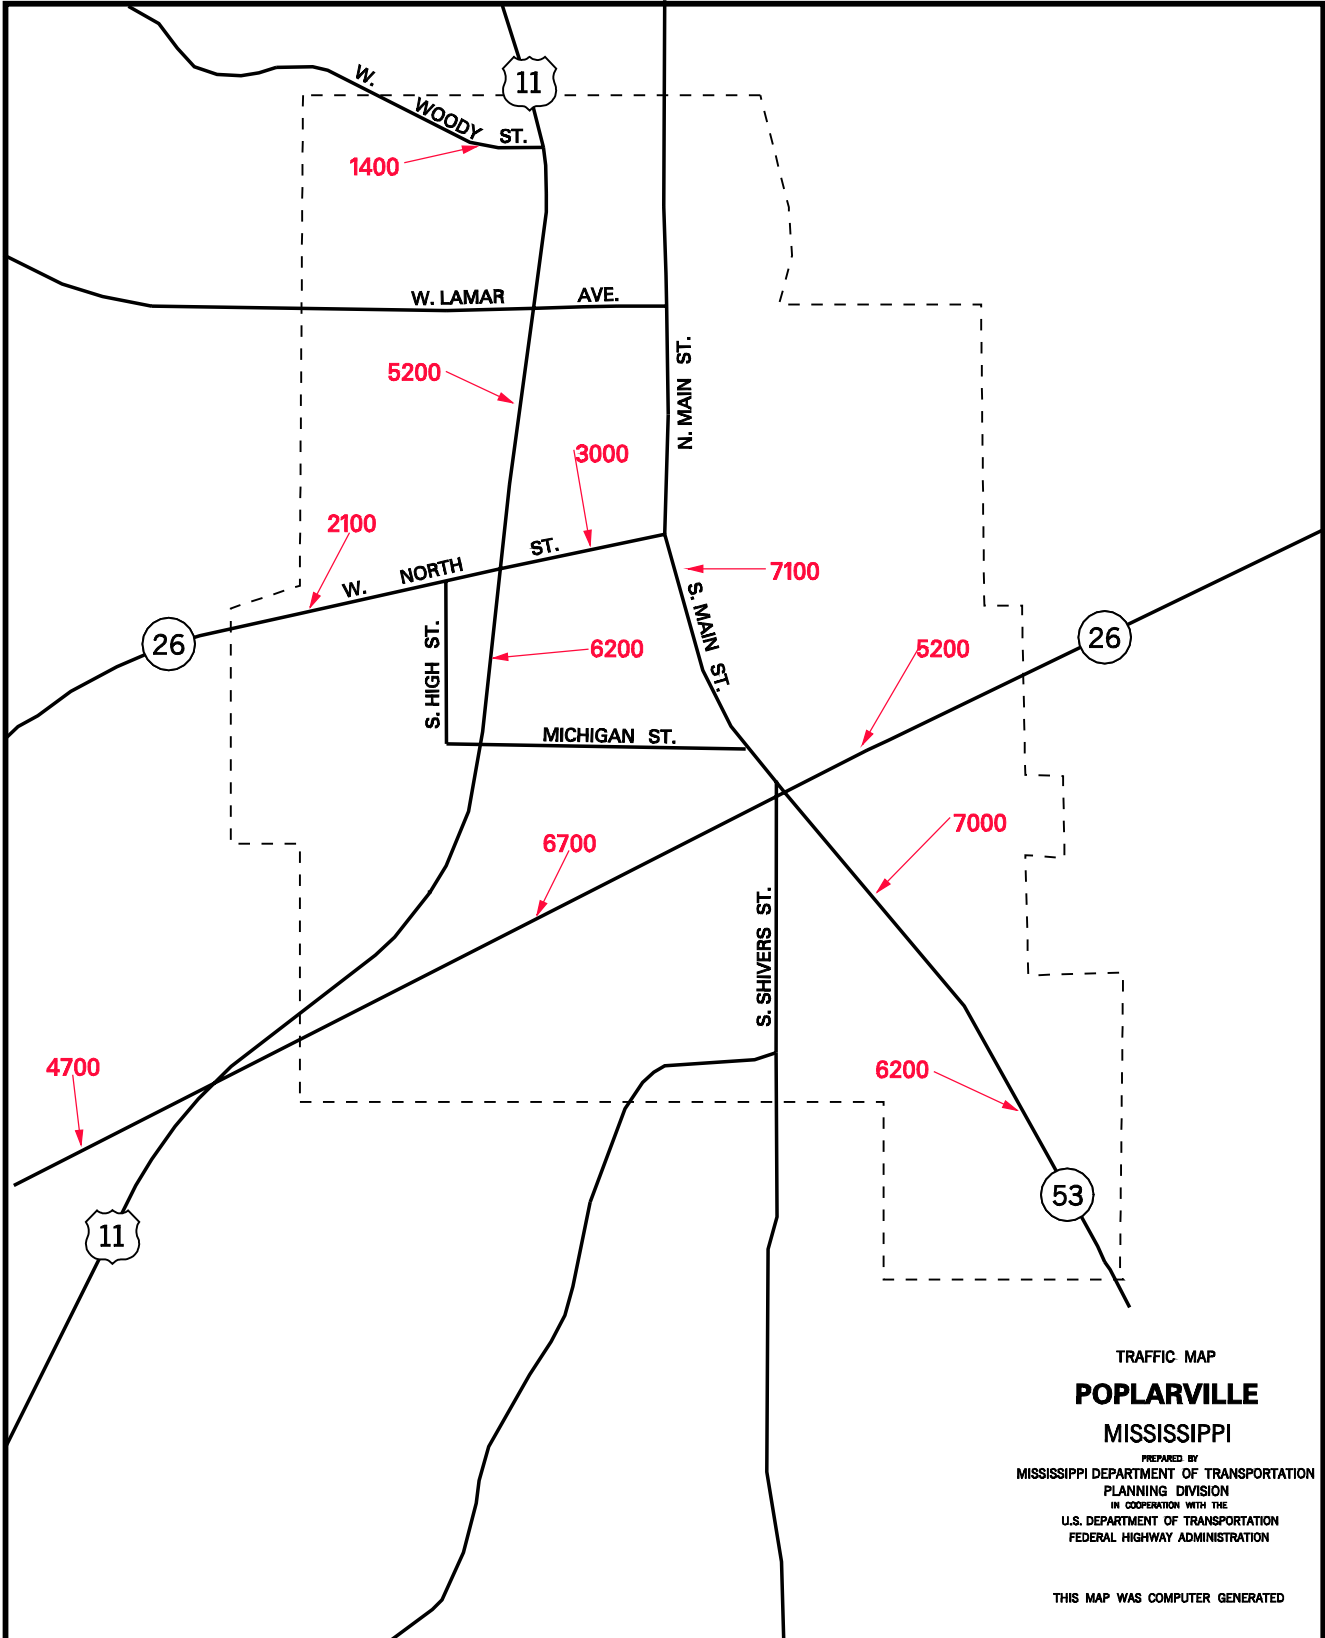 W. WOODY ST.
11
1400
W. LAMAR AVE.
N. MAIN ST.
5200
3000
2100
W. NORTH ST.
7100
26
S. HIGH ST.
6200
S. MAIN ST.
5200
26
MICHIGAN ST.
6700
7000
S. SHIVERS ST.
4700
6200
53
11
TRAFFIC MAP
POPLARVILLE
MISSISSIPPI
PREPARED BY
MISSISSIPPI DEPARTMENT OF TRANSPORTATION
PLANNING DIVISION
IN COOPERATION WITH THE
U.S. DEPARTMENT OF TRANSPORTATION
FEDERAL HIGHWAY ADMINISTRATION
THIS MAP WAS COMPUTER GENERATED